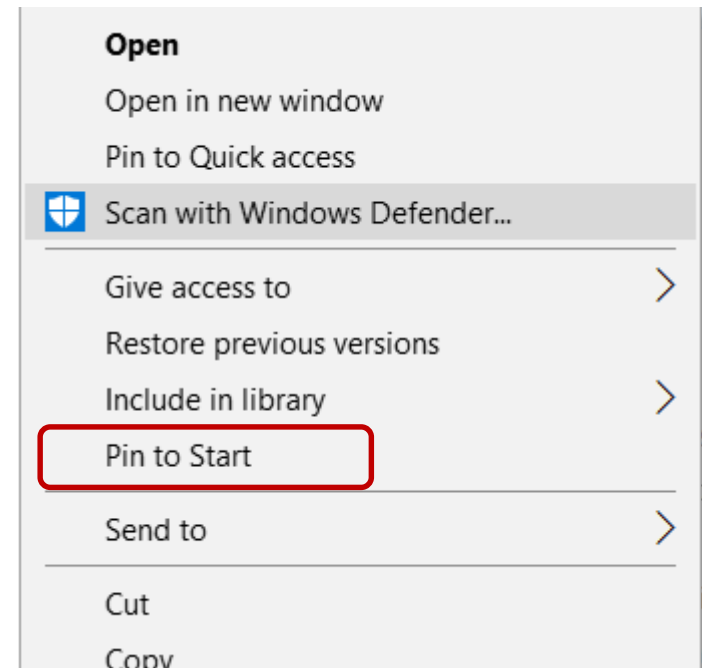 Open
Open in new window
Pin to Quick access
Scan with Windows Defender...
Give access to
Restore previous versions
Include in library
Pin to Start
Send to
Cut
Copy